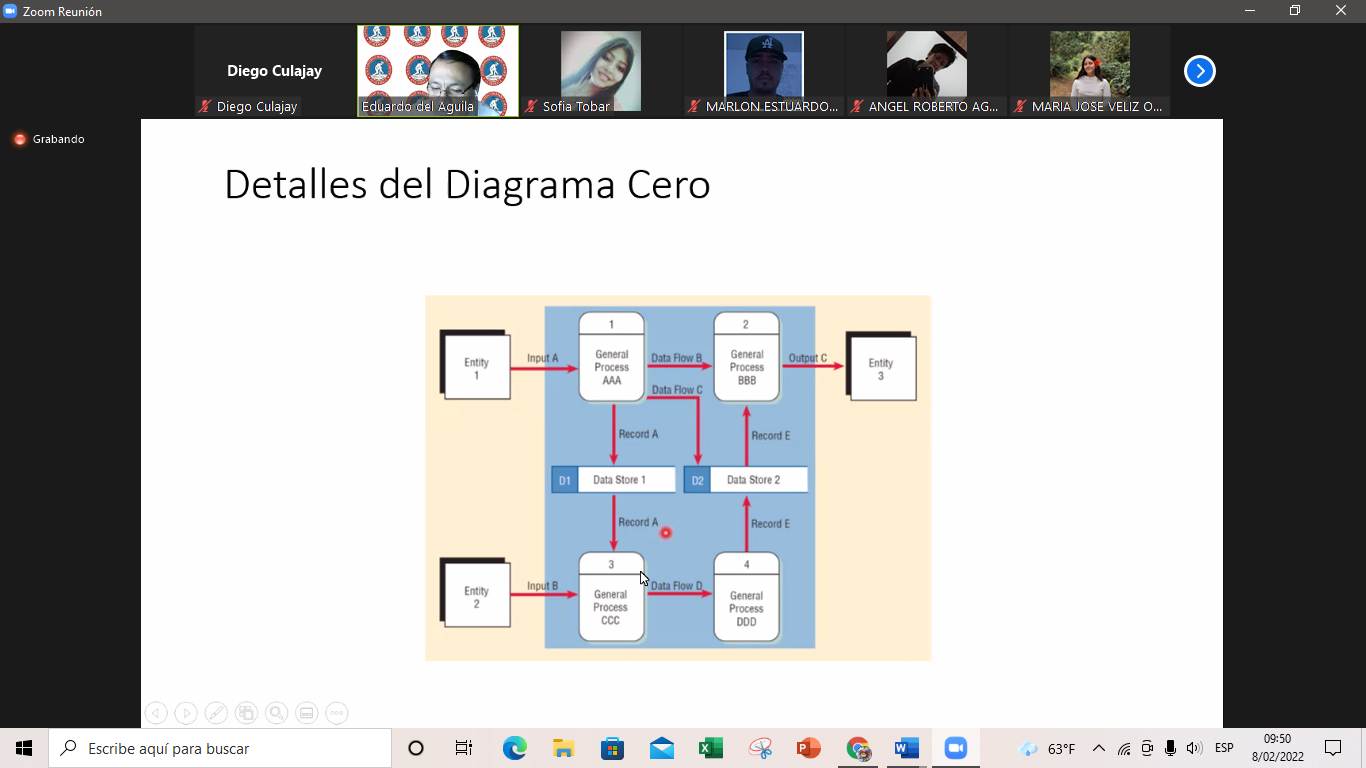 Zoom Reunión
Diego Culajay
Diego Culajay
Eduardo del Aguila
Sofia Tobar
MARLON ESTUARDO...
ANGEL ROBERTO AG...
MARIA JOSE VELIZ O...
Grabando
Detalles del Diagrama Cero
1
2
Entity
1
Input A
General
Process
AAA
Data Flow B
General
Process
BBB
Output C
Entity
3
Data Flow C
Record A
Record E
D1
Data Store 1
D2
Data Store 2
Record A
Record E
3
4
Entity
2
Input B
General
Process
CCC
Data Flow D
General
Process
DDD
Escribe aquí para buscar
63°F
ESP
09:50
8/02/2022